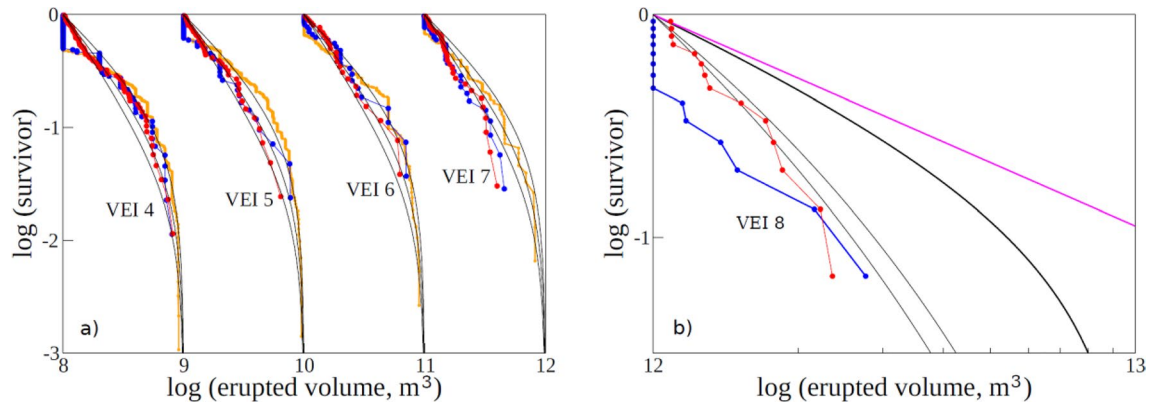 0
-1
-2
-3
log (survivor)
VEI 4
VEI 5
VEI 6
VEI 7
a)
8
9
10
11
12
log (erupted volume, m³)
0
-1
log (survivor)
VEI 8
b)
12
13
log (erupted volume, m³)